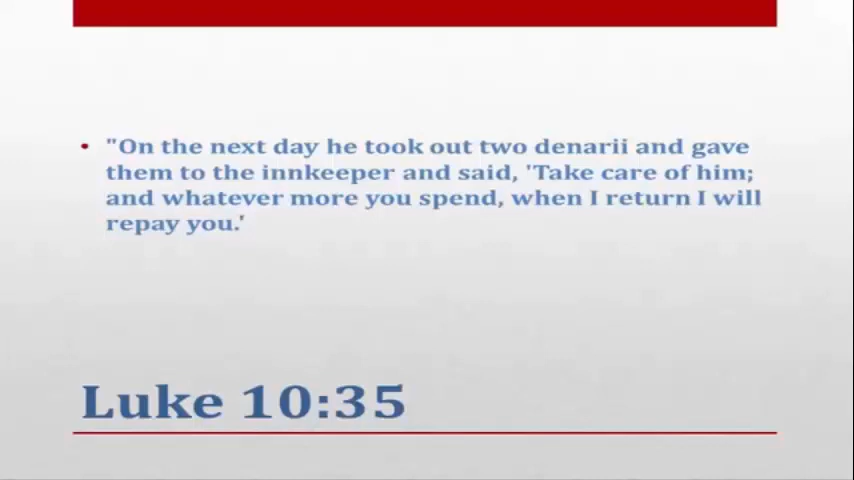 • "On the next day he took out two denarii and gave
them to the innkeeper and said, 'Take care of him;
and whatever more you spend, when I return I will
repay you.'
Luke 10:35